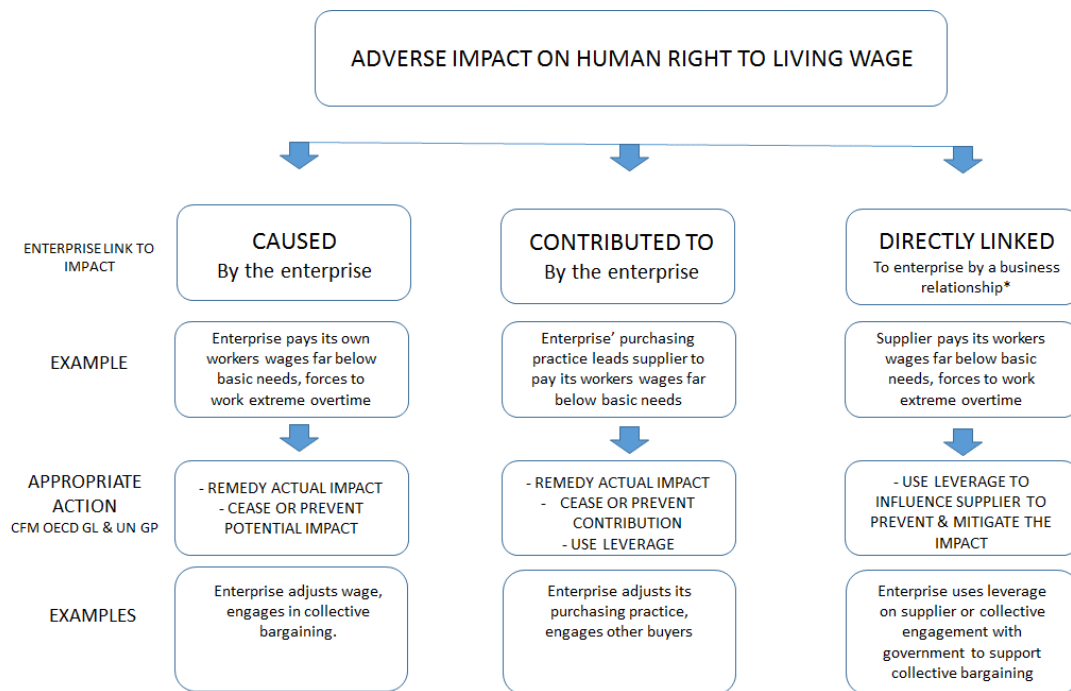 ADVERSE IMPACT ON HUMAN RIGHT TO LIVING WAGE
ENTERPRISE LINK TO
IMPACT
CAUSED
By the enterprise
CONTRIBUTED TO
By the enterprise
DIRECTLY LINKED
To enterprise by a business
relationship*
EXAMPLE
Enterprise pays its own
workers wages far below
basic needs, forces to
work extreme overtime
Enterprise’ purchasing
practice leads supplier to
pay its workers wages far
below basic needs
Supplier pays its workers
wages far below basic
needs, forces to work
extreme overtime
APPROPRIATE
ACTION
CFM OECD GL & UN GP
- REMEDY ACTUAL IMPACT
- CEASE OR PREVENT
POTENTIAL IMPACT
- REMEDY ACTUAL IMPACT
- CEASE OR PREVENT
CONTRIBUTION
- USE LEVERAGE
- USE LEVERAGE TO
INFLUENCE SUPPLIER TO
PREVENT & MITIGATE THE
IMPACT
EXAMPLES
Enterprise adjusts wage,
engages in collective
bargaining.
Enterprise adjusts its
purchasing practice,
engages other buyers
Enterprise uses leverage
on supplier or collective
engagement with
government to support
collective bargaining